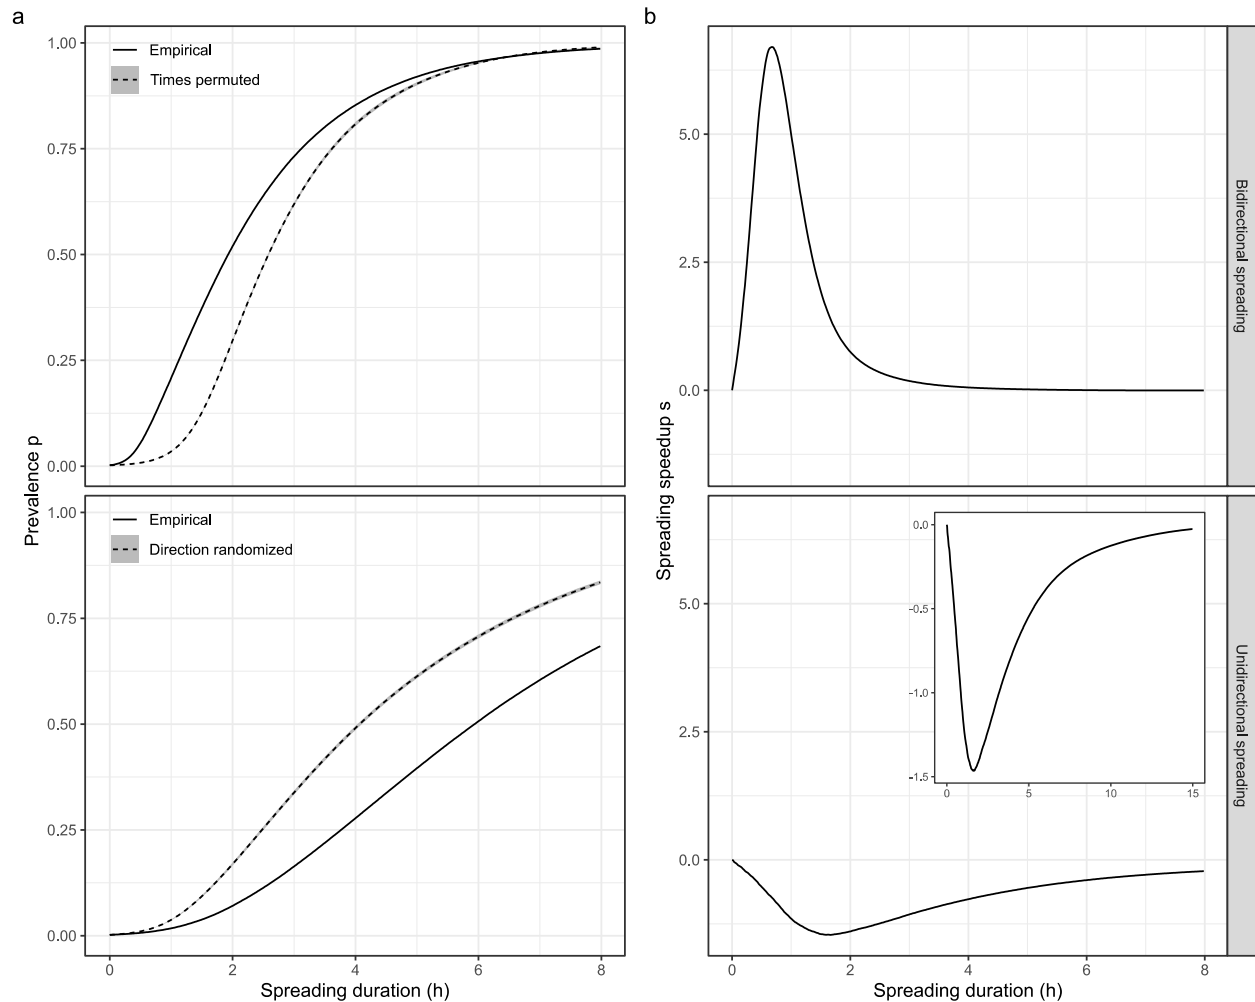 a
Prevalence p
1.00
0.75
0.50
0.25
0.00
Empirical
Times permuted
1.00
0.75
0.50
0.25
0.00
Empirical
Direction randomized
0 2 4 6 8
Spreading duration (h)
b
Spreading speedup s
5.0
2.5
0.0
Bidirectional spreading
5.0
2.5
0.0
0.0
−0.5
−1.0
−1.5
0 5 10 15
Unidirectional spreading
0 2 4 6 8
Spreading duration (h)